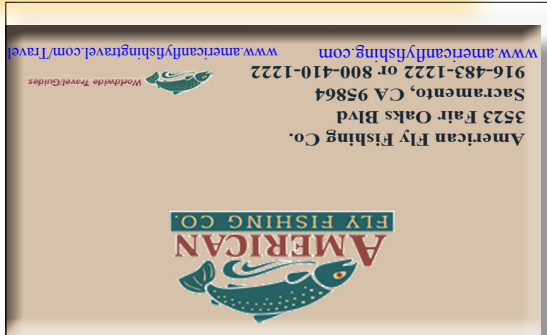 AMERICAN
FLY FISHING CO.
American Fly Fishing Co.
3523 Fair Oaks Blvd
Sacramento, CA 95864
916-483-1222 or 800-410-1222
www.americanflyfishing.com
Worldwide Travel/Guides
www.americanflyfishingtravel.com/Travel